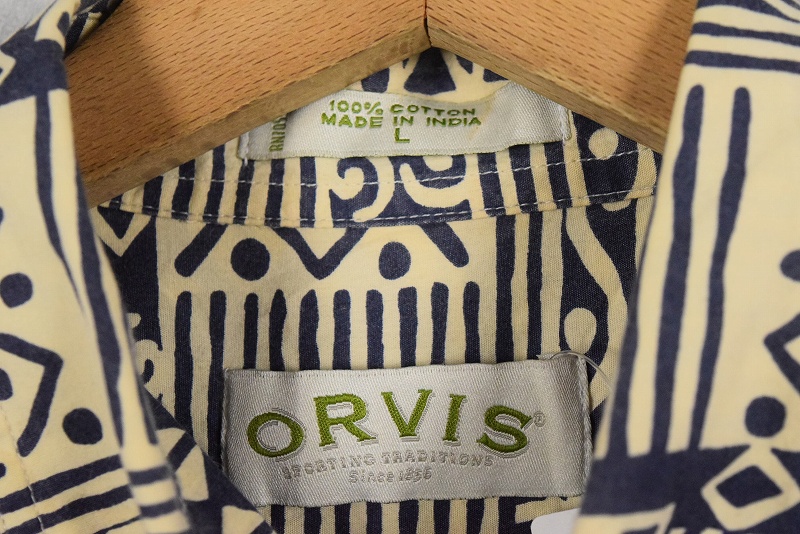 100% COTTON
MADE IN INDIA
L
ORVIS®
SPORTING TRADITIONS
Since 1856